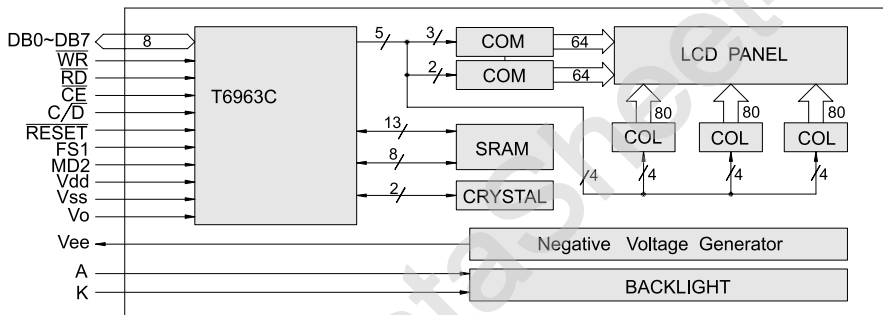 DB0~DB7 8 5 3 COM 64 LCD PANEL
WR
RD 2 COM 64
CE T6963C
C/D 80 80 80
RESET 13 COL COL COL
FS1 SRAM
MD2 8
Vdd 4 4 4 4
Vss 2 CRYSTAL
Vo
Vee Negative Voltage Generator
A
K BACKLIGHT
taSheet